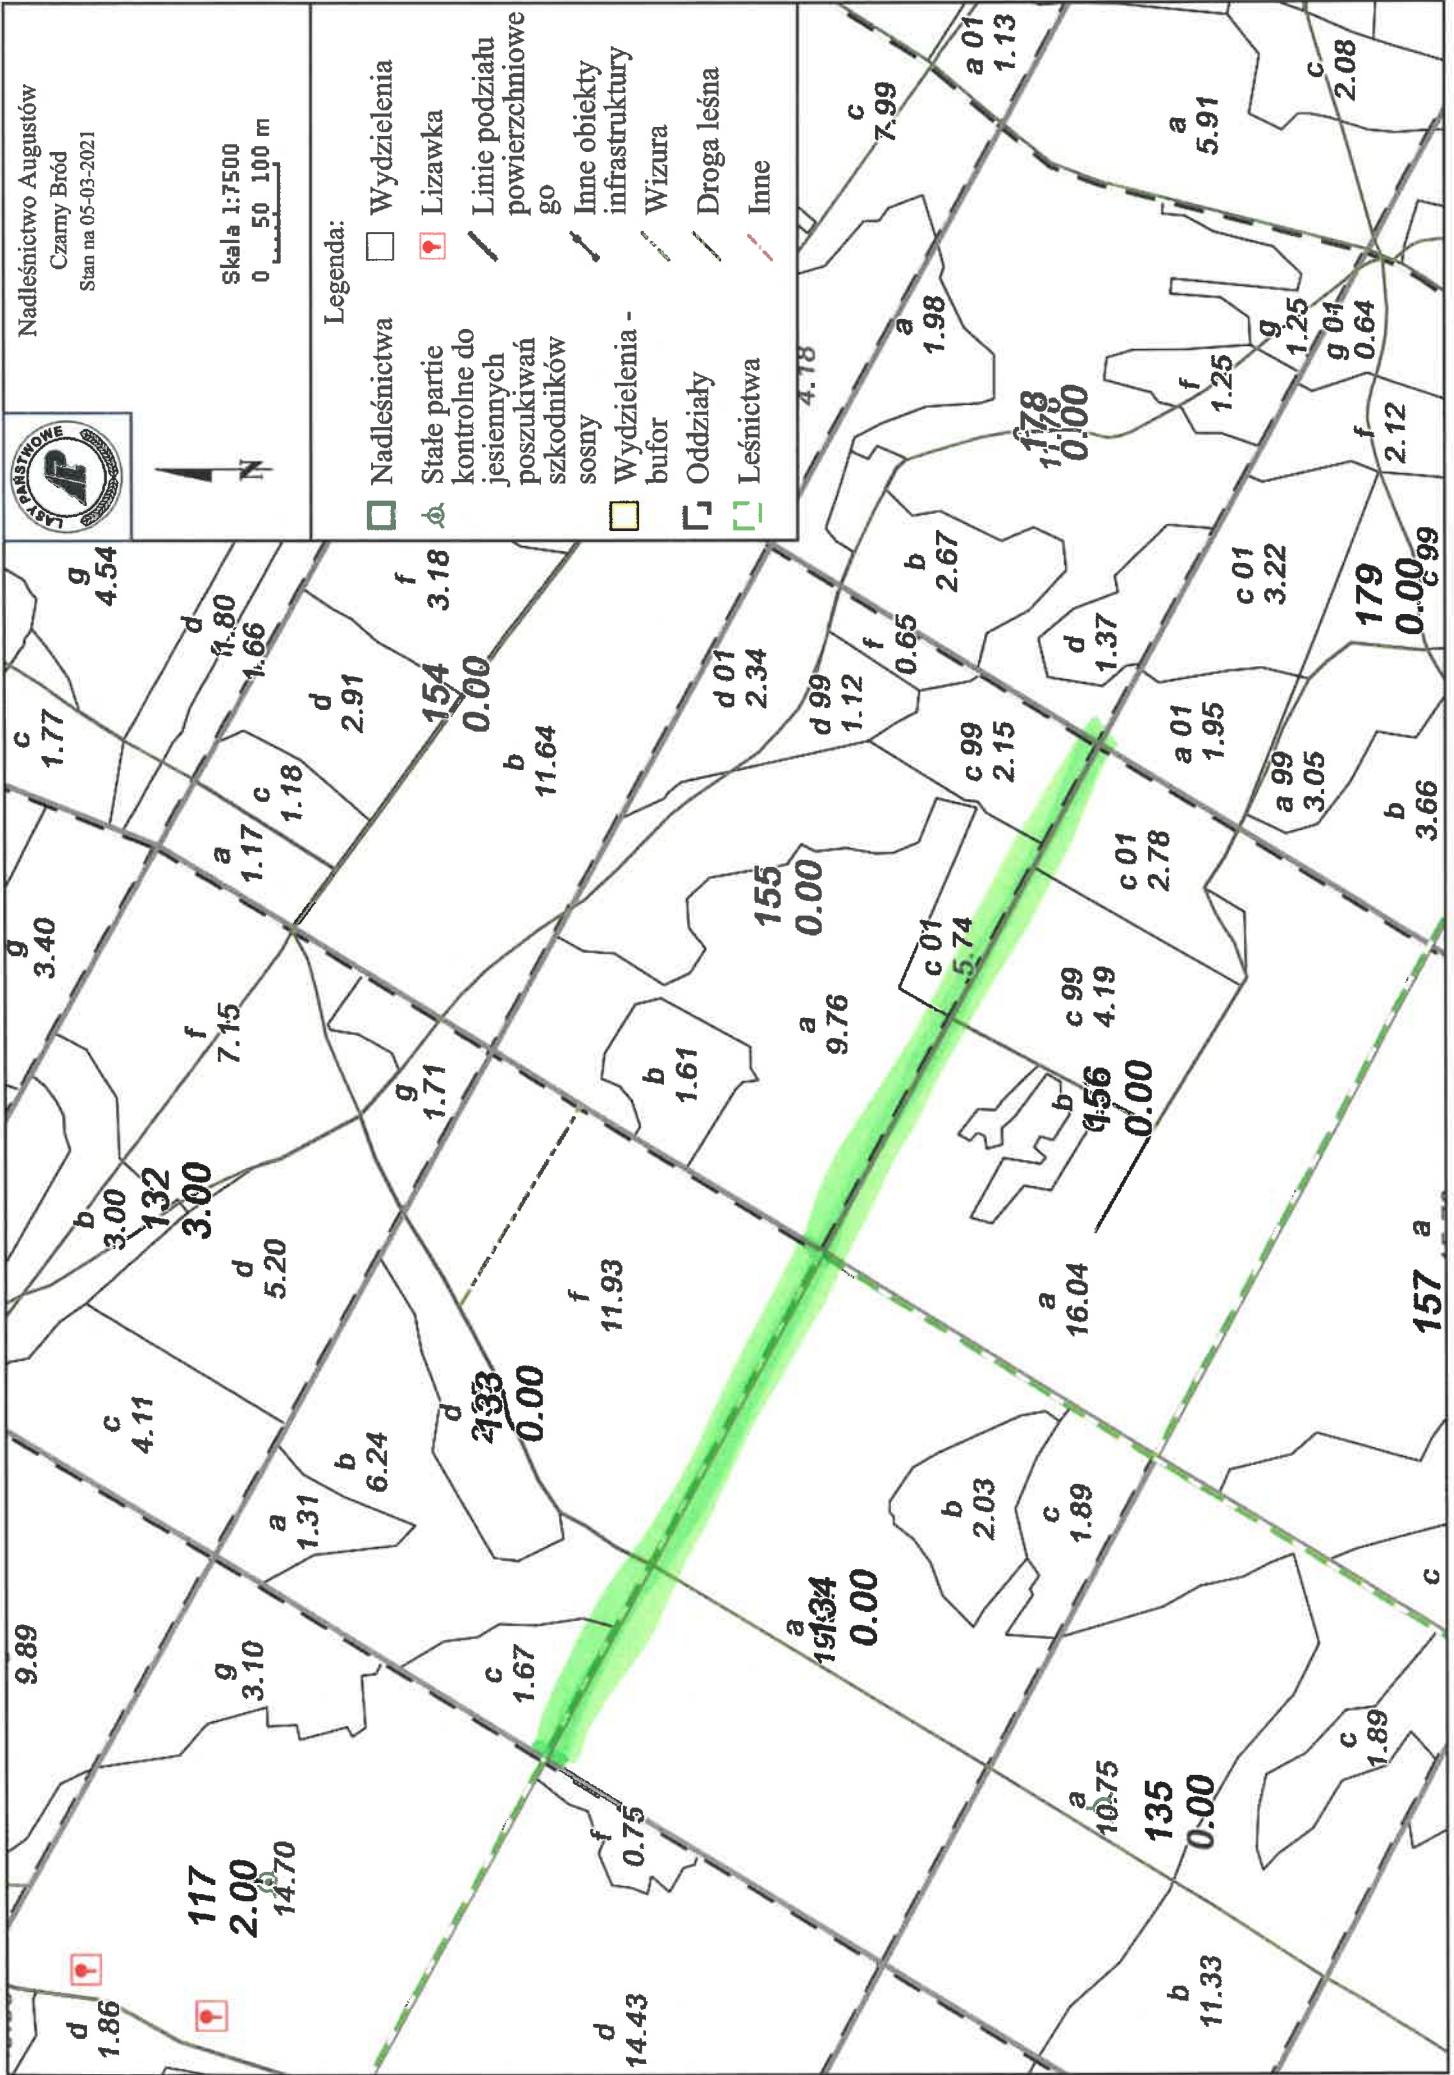 Nadleśnictwo Augustów
Czarny Bród
Stan na 05-03-2021
LASY PAŃSTWOWE
N
Skala 1:7500
0 50 100 m
Legenda:
Nadleśnictwa
Stałe partie
kontrolne do
jesiennych
poszukiwań
szkodników
sosny
Wydzielenia -
bufor
Oddziały
Leśnictwa
Wydzielenia
Lizawka
Linie podziału
powierzchniowe
go
Inne obiekty
infrastruktury
Wizura
Droga leśna
Inne
9.89
g
3.40
c
1.77
g
4.54
d
1.86
117
2.00
14.70
g
3.10
c
4.11
a
1.31
b
6.24
d
5.20
b
3.00
132
3.00
f
7.15
a
1.17
c
1.18
d
1.80
1.66
d
2.91
f
3.18
154
0.00
b
11.64
g
1.71
d
133
0.00
f
11.93
c
1.67
f
0.75
d
14.43
a
134
0.00
b
2.03
c
1.89
b
1.61
a
9.76
155
0.00
d 01
2.34
d 99
1.12
f
0.65
c 99
2.15
c 01
5.74
b
2.67
d
1.37
4.18
c
7.99
a 01
1.13
a
1.98
178
0.00
a
5.91
c
2.08
f
1.25
g
1.25
g 01
0.64
f
2.12
c 01
3.22
179
0.00
c 99
a 01
1.95
a 99
3.05
b
3.66
c 01
2.78
c 99
4.19
b
156
0.00
a
16.04
157
a
c
c
1.89
a
10.75
135
0.00
b
11.33